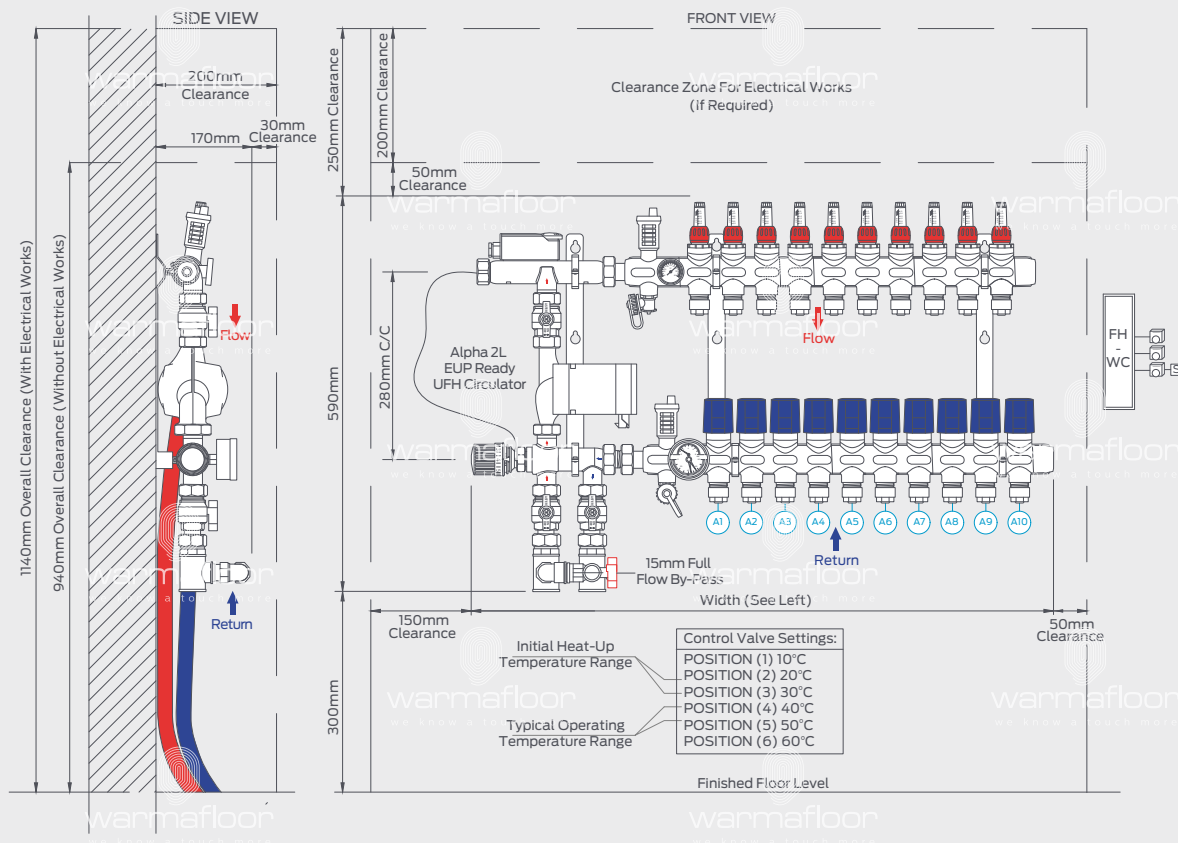 SIDE VIEW
FRONT VIEW
200mm
Clearance
30mm
Clearance
170mm
1140mm Overall Clearance (With Electrical Works)
940mm Overall Clearance (Without Electrical Works)
Flow
Return
250mm Clearance
200mm Clearance
50mm
Clearance
Clearance Zone For Electrical Works
(if Required)
590mm
280mm C/C
300mm
Alpha 2L
EUP Ready
UFH Circulator
Flow
FH
-
WC
A1
A2
A3
A4
A5
A6
A7
A8
A9
A10
Return
15mm Full
Flow By-Pass
Width (See Left)
150mm
Clearance
50mm
Clearance
Initial Heat-Up
Temperature Range
Typical Operating
Temperature Range
Control Valve Settings:
POSITION (1) 10°C
POSITION (2) 20°C
POSITION (3) 30°C
POSITION (4) 40°C
POSITION (5) 50°C
POSITION (6) 60°C
Finished Floor Level
warmafloor
we know a touch more